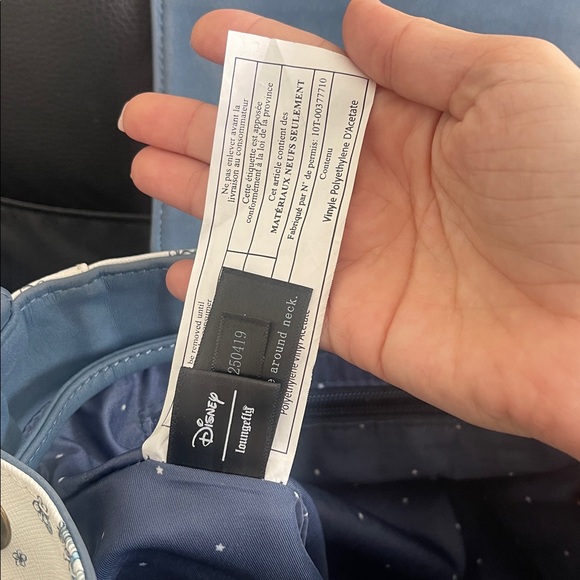 Ne pas enlever avant la
livraison au consommateur
Cette étiquette est apposée
conformément à la loi de la province
Cet article contient des
MATÉRIAUX NEUFS SEULEMENT
Fabriqué par N° de permis: 10T-00377710
Contenu
Vinyle Polyethylene D'Acetate
be removed until
Polyethylene Vinyl Acetate
around neck.
250419
Disney
Loungefly